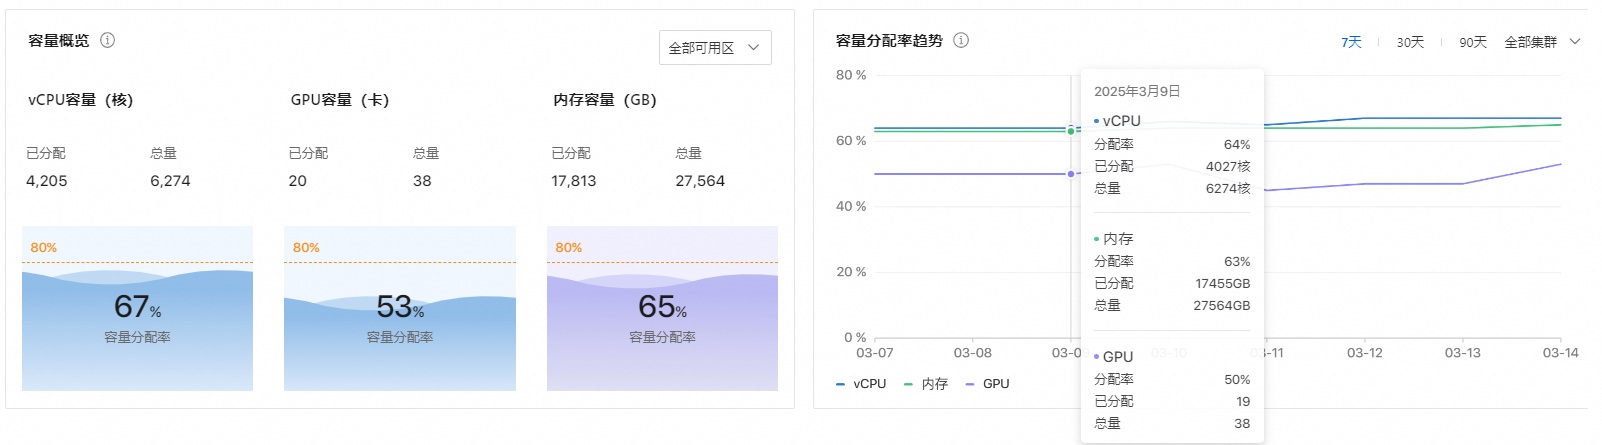 容量概览
全部可用区
vCPU容量（核）
GPU容量（卡）
内存容量（GB）
已分配 总量
4,205 6,274
已分配 总量
20 38
已分配 总量
17,813 27,564
80%
67%
容量分配率
80%
53%
容量分配率
80%
65%
容量分配率
容量分配率趋势
7天 30天 90天 全部集群
80 %
60 %
40 %
20 %
0 %
03-07 03-08 03-09 03-10 03-11 03-12 03-13 03-14
vCPU 内存 GPU
2025年3月9日
vCPU
分配率 64%
已分配 4027核
总量 6274核
内存
分配率 63%
已分配 17455GB
总量 27564GB
GPU
分配率 50%
已分配 19
总量 38